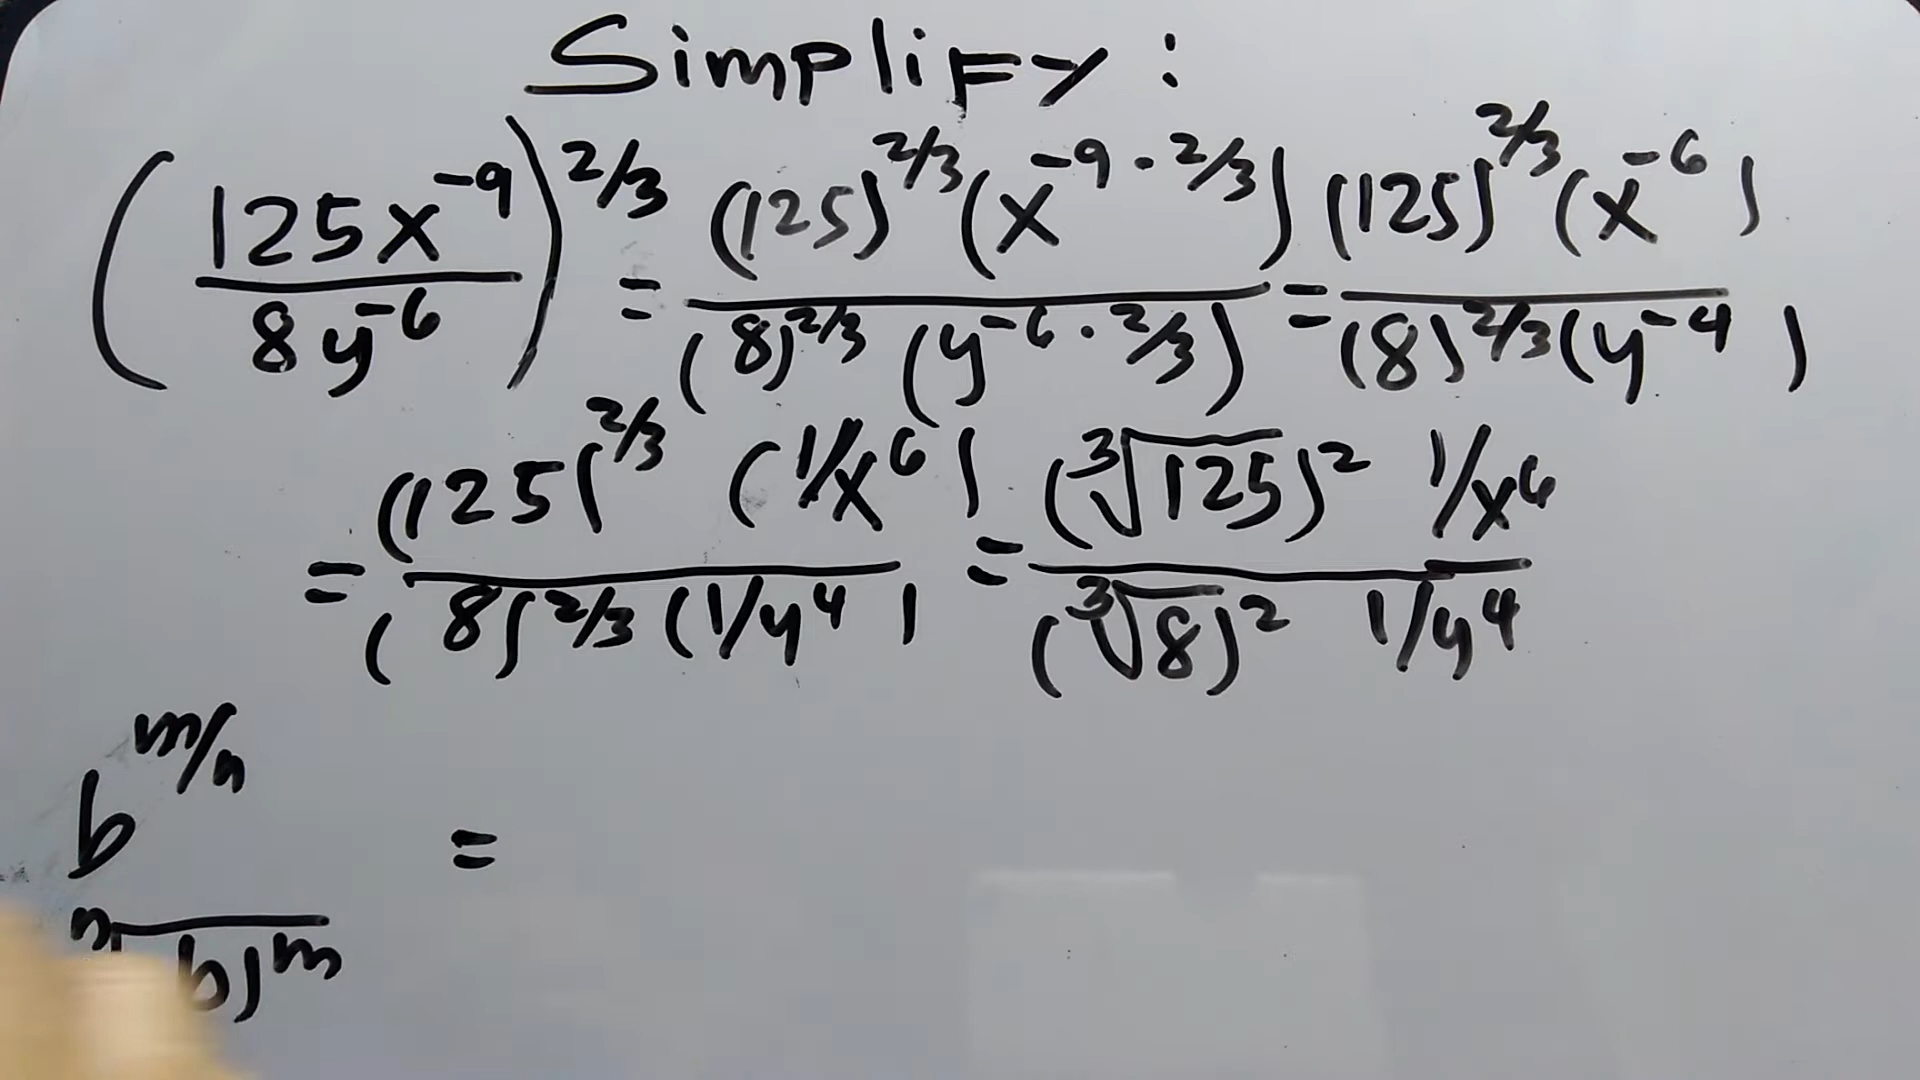 Simplify:
(125x^-9 / 8y^-6)^2/3 = (125)^2/3 (x^-9 · 2/3) / (8)^2/3 (y^-6 · 2/3) = (125)^2/3 (x^-6) / (8)^2/3 (y^-4)
= (125)^2/3 (1/x^6) / (8)^2/3 (1/y^4) = (∛125)^2 1/x^6 / (∛8)^2 1/y^4
b^m/n =
n√ b)^m